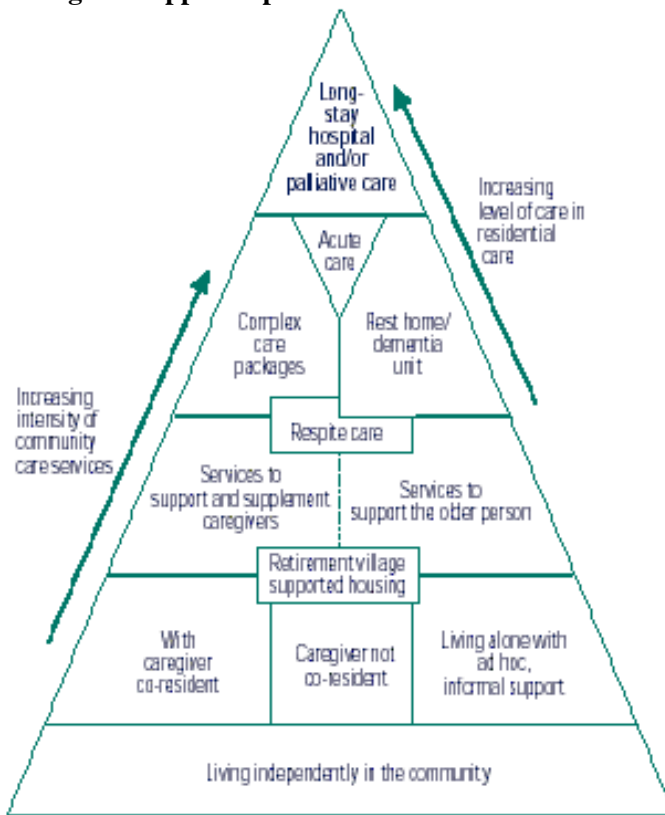 Long-
stay
hospital
and/or
palliative care
Increasing
level of care in
residential
care
Acute
care
Complex
care
packages
Rest home/
dementia
unit
Increasing
intensity of
community
care services
Respite care
Services to
support and supplement
caregivers
Services to
support the older person
Retirement village
supported housing
With
caregiver
co-resident
Caregiver not
co-resident
Living alone with
ad hoc,
informal support
Living independently in the community